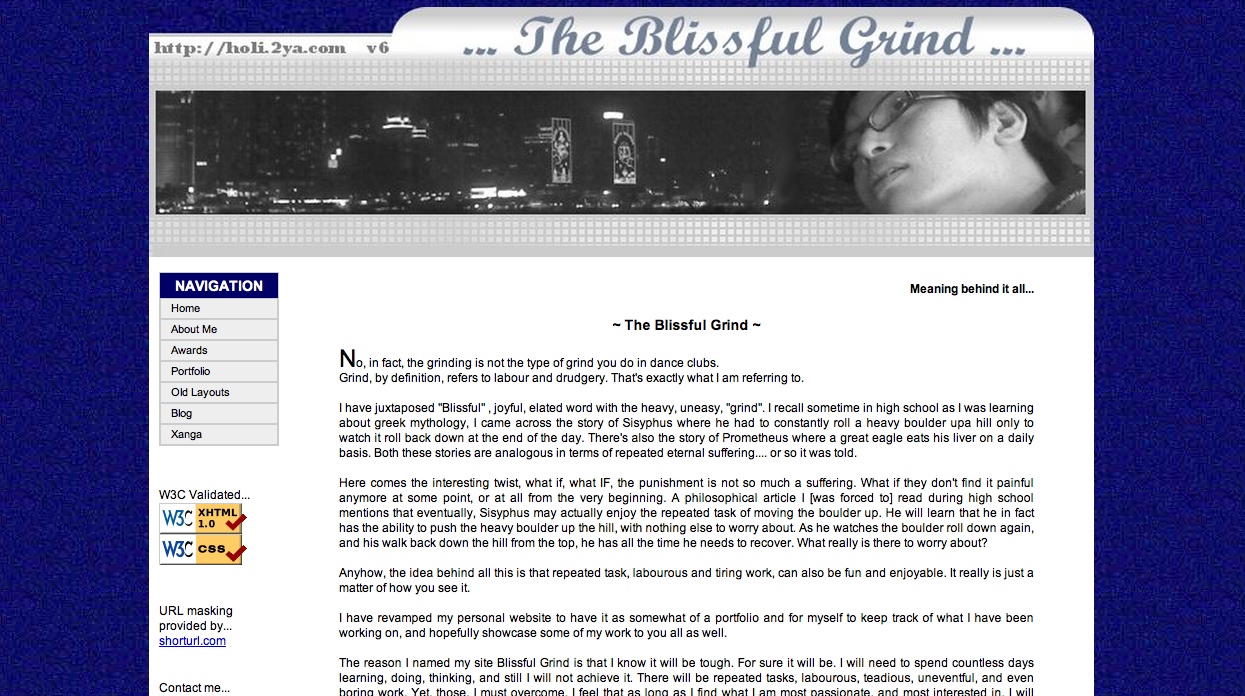 http://holi.2ya.com v6
... The Blissful Grind ...
NAVIGATION
Home
About Me
Awards
Portfolio
Old Layouts
Blog
Xanga
W3C Validated...
W3C XHTML 1.0
W3C css
URL masking
provided by...
shorturl.com
Contact me...
Meaning behind it all...
~ The Blissful Grind ~
No, in fact, the grinding is not the type of grind you do in dance clubs.
Grind, by definition, refers to labour and drudgery. That's exactly what I am referring to.
I have juxtaposed "Blissful" , joyful, elated word with the heavy, uneasy, "grind". I recall sometime in high school as I was learning
about greek mythology, I came across the story of Sisyphus where he had to constantly roll a heavy boulder upa hill only to
watch it roll back down at the end of the day. There's also the story of Prometheus where a great eagle eats his liver on a daily
basis. Both these stories are analogous in terms of repeated eternal suffering.... or so it was told.
Here comes the interesting twist, what if, what IF, the punishment is not so much a suffering. What if they don't find it painful
anymore at some point, or at all from the very beginning. A philosophical article I [was forced to] read during high school
mentions that eventually, Sisyphus may actually enjoy the repeated task of moving the boulder up. He will learn that he in fact
has the ability to push the heavy boulder up the hill, with nothing else to worry about. As he watches the boulder roll down again,
and his walk back down the hill from the top, he has all the time he needs to recover. What really is there to worry about?
Anyhow, the idea behind all this is that repeated task, labourous and tiring work, can also be fun and enjoyable. It really is just a
matter of how you see it.
I have revamped my personal website to have it as somewhat of a portfolio and for myself to keep track of what I have been
working on, and hopefully showcase some of my work to you all as well.
The reason I named my site Blissful Grind is that I know it will be tough. For sure it will be. I will need to spend countless days
learning, doing, thinking, and still I will not achieve it. There will be repeated tasks, labourous, teadious, uneventful, and even
boring work. Yet, those, I must overcome. I feel that as long as I find what I am most passionate, and most interested in, I will